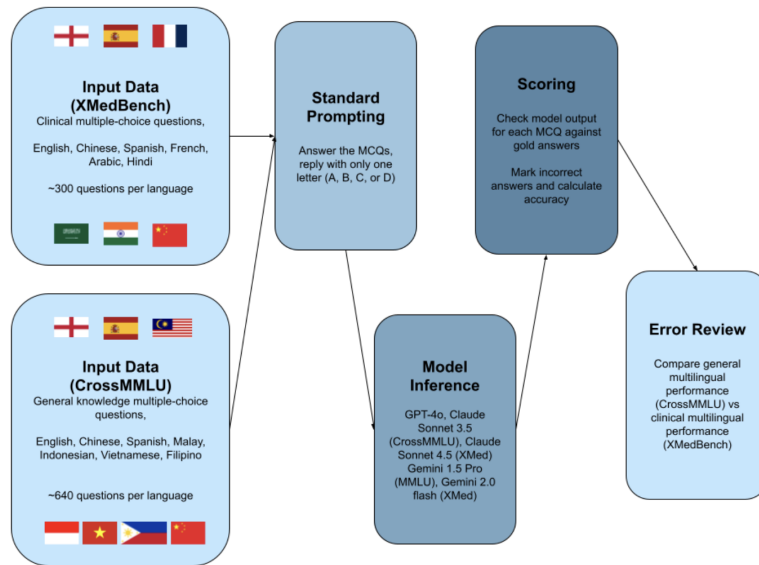 Input Data
(XMedBench)
Clinical multiple-choice questions,
English, Chinese, Spanish, French,
Arabic, Hindi
~300 questions per language
Input Data
(CrossMMLU)
General knowledge multiple-choice
questions,
English, Chinese, Spanish, Malay,
Indonesian, Vietnamese, Filipino
~640 questions per language
Standard
Prompting
Answer the MCQs,
reply with only one
letter (A, B, C, or D)
Model
Inference
GPT-4o, Claude
Sonnet 3.5
(CrossMMLU), Claude
Sonnet 4.5 (XMed)
Gemini 1.5 Pro
(MMLU), Gemini 2.0
flash (XMed)
Scoring
Check model output
for each MCQ against
gold answers
Mark incorrect
answers and calculate
accuracy
Error Review
Compare general
multilingual
performance
(CrossMMLU) vs
clinical multilingual
performance
(XMedBench)